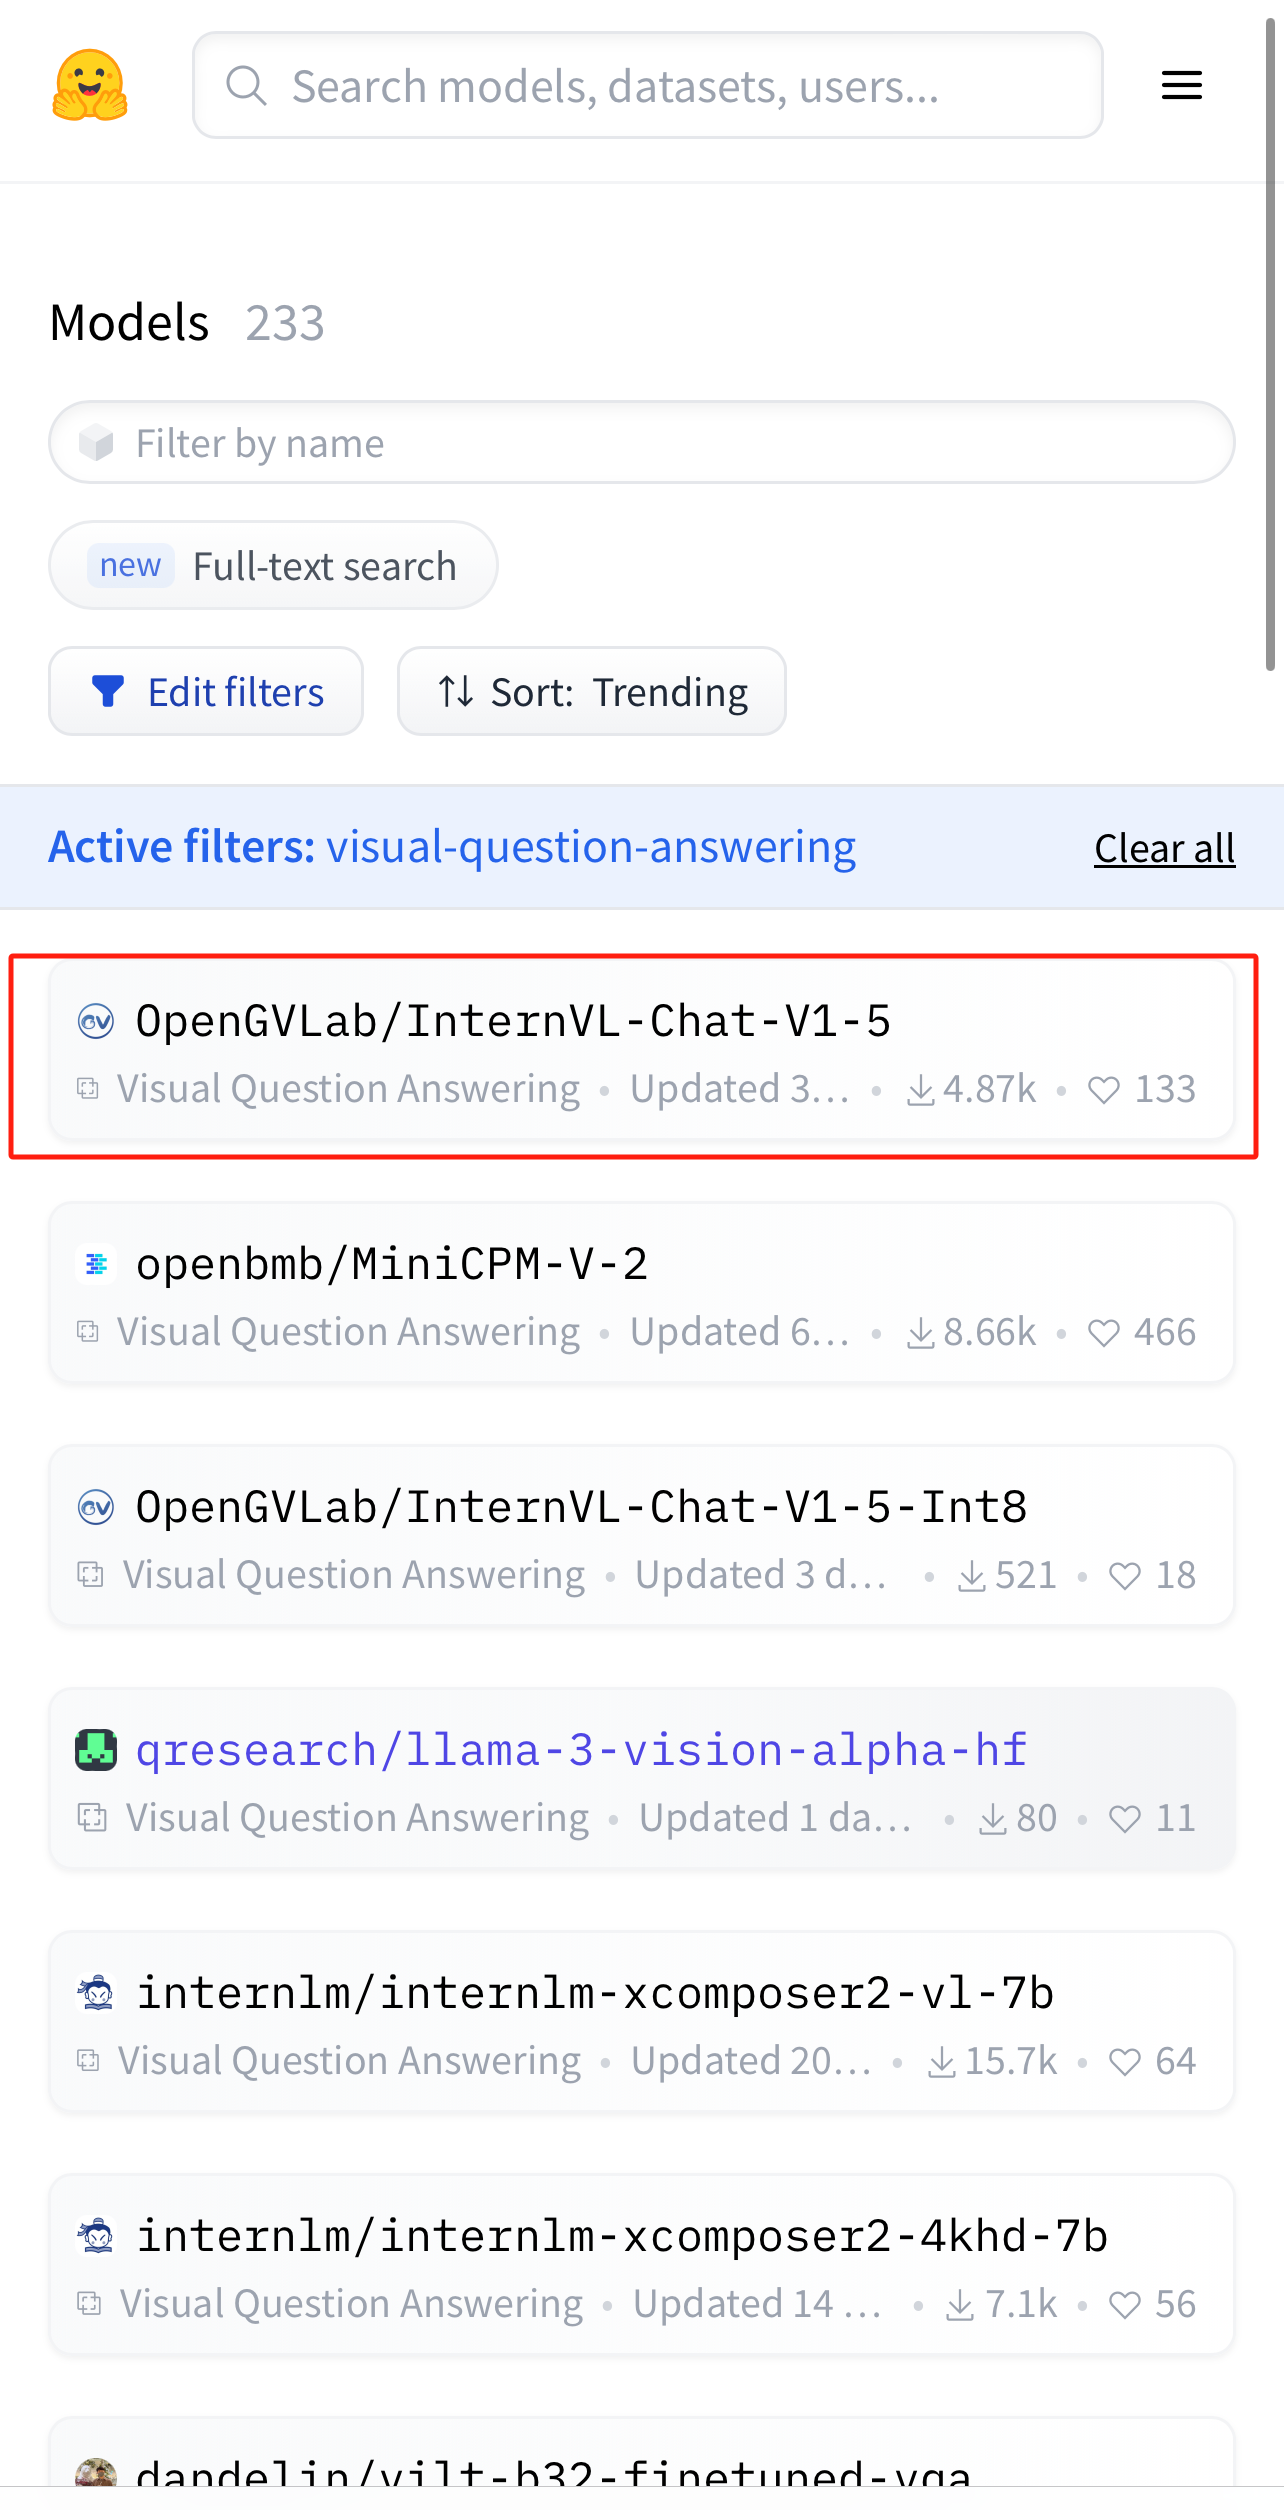 Search models, datasets, users...
Models 233
Filter by name
new Full-text search
Edit filters
Sort: Trending
Active filters: visual-question-answering
Clear all
OpenGVLab/InternVL-Chat-V1-5
Visual Question Answering • Updated 3... • 4.87k • 133
openbmb/MiniCPM-V-2
Visual Question Answering • Updated 6... • 8.66k • 466
OpenGVLab/InternVL-Chat-V1-5-Int8
Visual Question Answering • Updated 3 d... • 521 • 18
qresearch/llama-3-vision-alpha-hf
Visual Question Answering • Updated 1 da... • 80 • 11
internlm/internlm-xcomposer2-vl-7b
Visual Question Answering • Updated 20... • 15.7k • 64
internlm/internlm-xcomposer2-4khd-7b
Visual Question Answering • Updated 14 ... • 7.1k • 56
dandelin/vilt-b32-finetuned-vqa